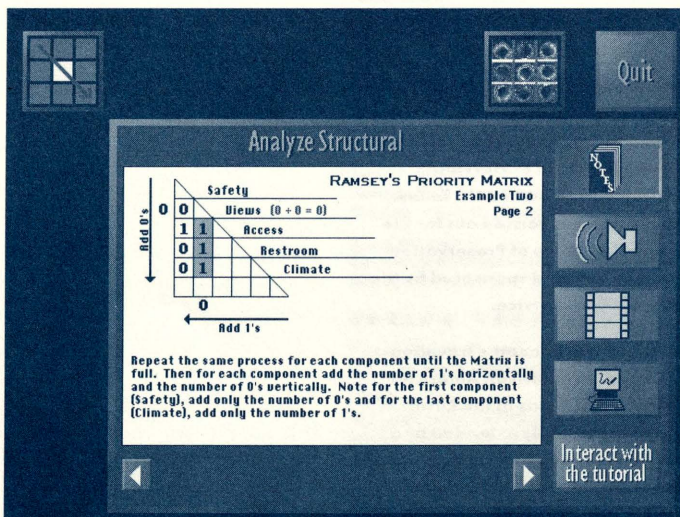 Quit
Analyze Structural
NOTES
RAMSEY'S PRIORITY MATRIX
Example Two
Page 2
Safety
0 0 Views (0 + 0 = 0)
1 1 Access
0 1 Restroom
0 1 Climate
Add 0's
0
Add 1's
Repeat the same process for each component until the Matrix is
full. Then for each component add the number of 1's horizontally
and the number of 0's vertically. Note for the first component
(Safety), add only the number of 0's and for the last component
(Climate), add only the number of 1's.
Interact with
the tutorial